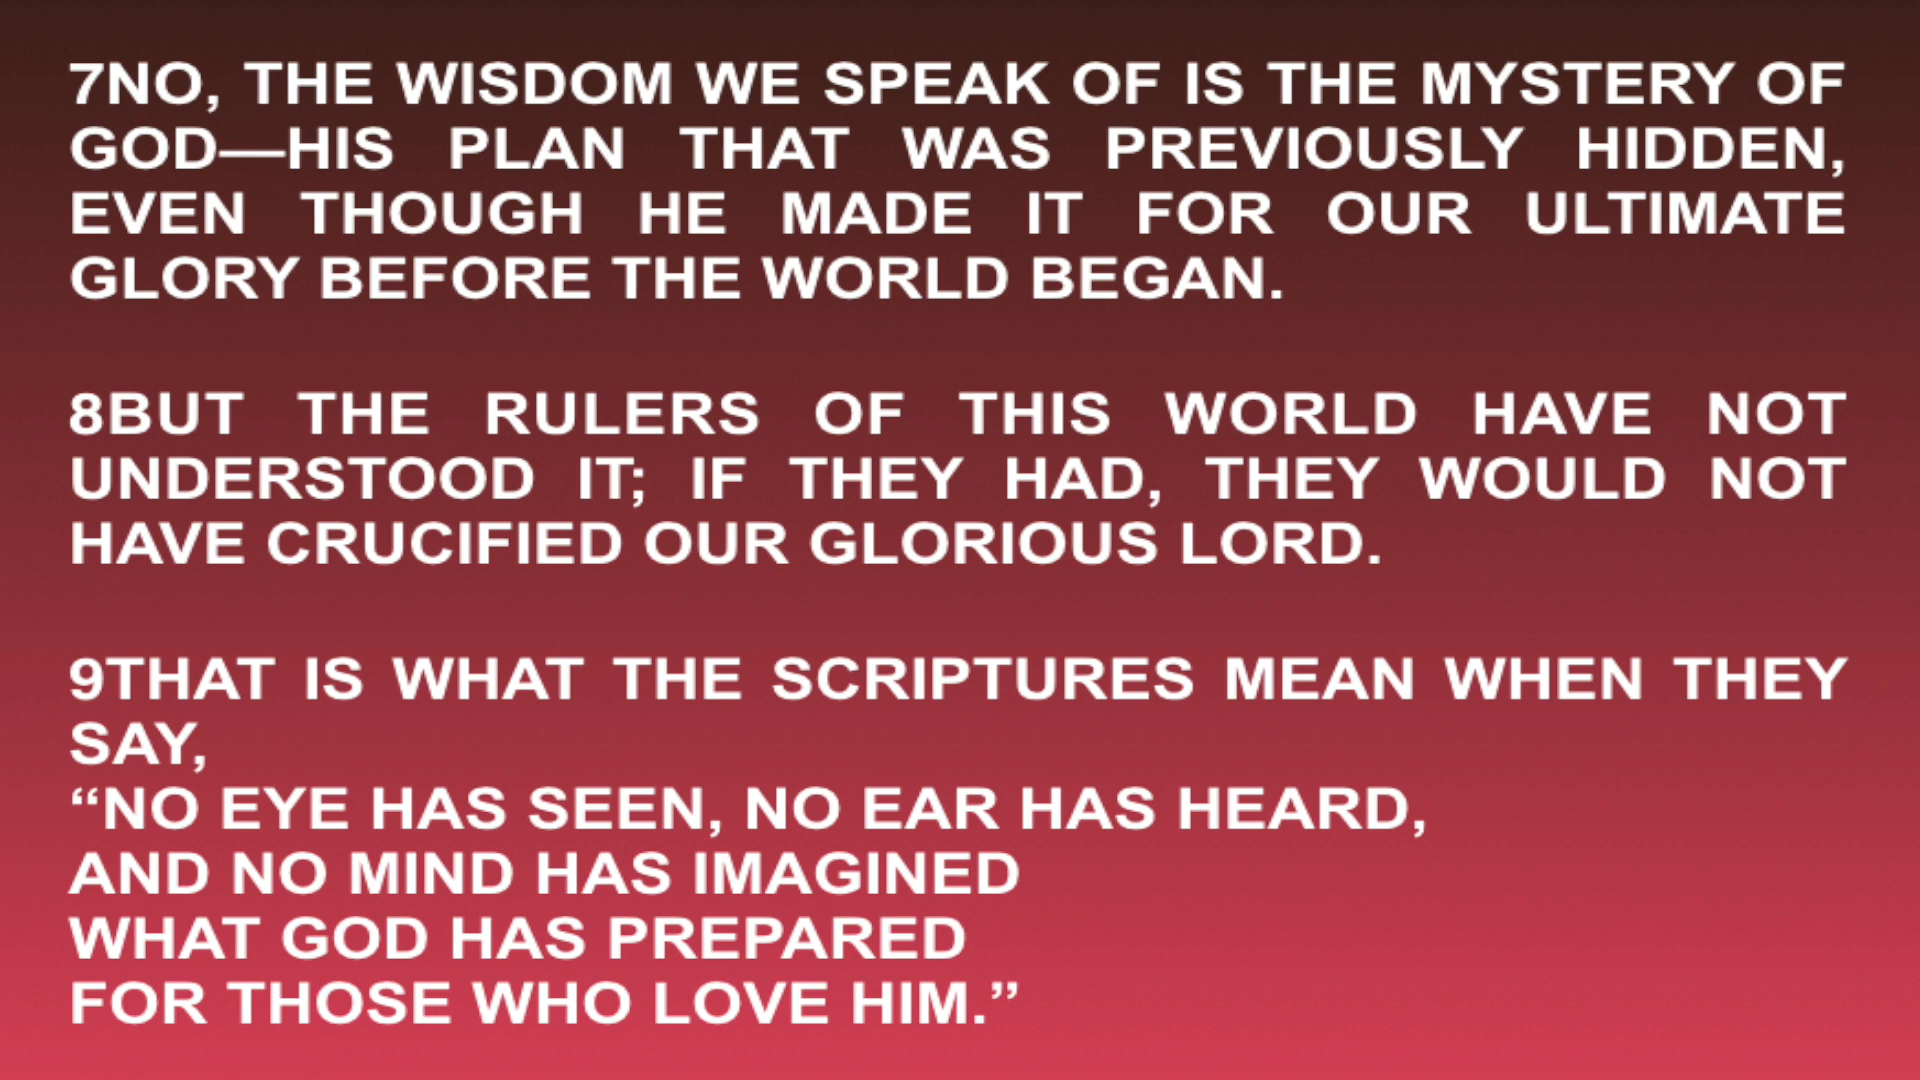 7NO, THE WISDOM WE SPEAK OF IS THE MYSTERY OF
GOD—HIS PLAN THAT WAS PREVIOUSLY HIDDEN,
EVEN THOUGH HE MADE IT FOR OUR ULTIMATE
GLORY BEFORE THE WORLD BEGAN.
8BUT THE RULERS OF THIS WORLD HAVE NOT
UNDERSTOOD IT; IF THEY HAD, THEY WOULD NOT
HAVE CRUCIFIED OUR GLORIOUS LORD.
9THAT IS WHAT THE SCRIPTURES MEAN WHEN THEY
SAY,
“NO EYE HAS SEEN, NO EAR HAS HEARD,
AND NO MIND HAS IMAGINED
WHAT GOD HAS PREPARED
FOR THOSE WHO LOVE HIM.”